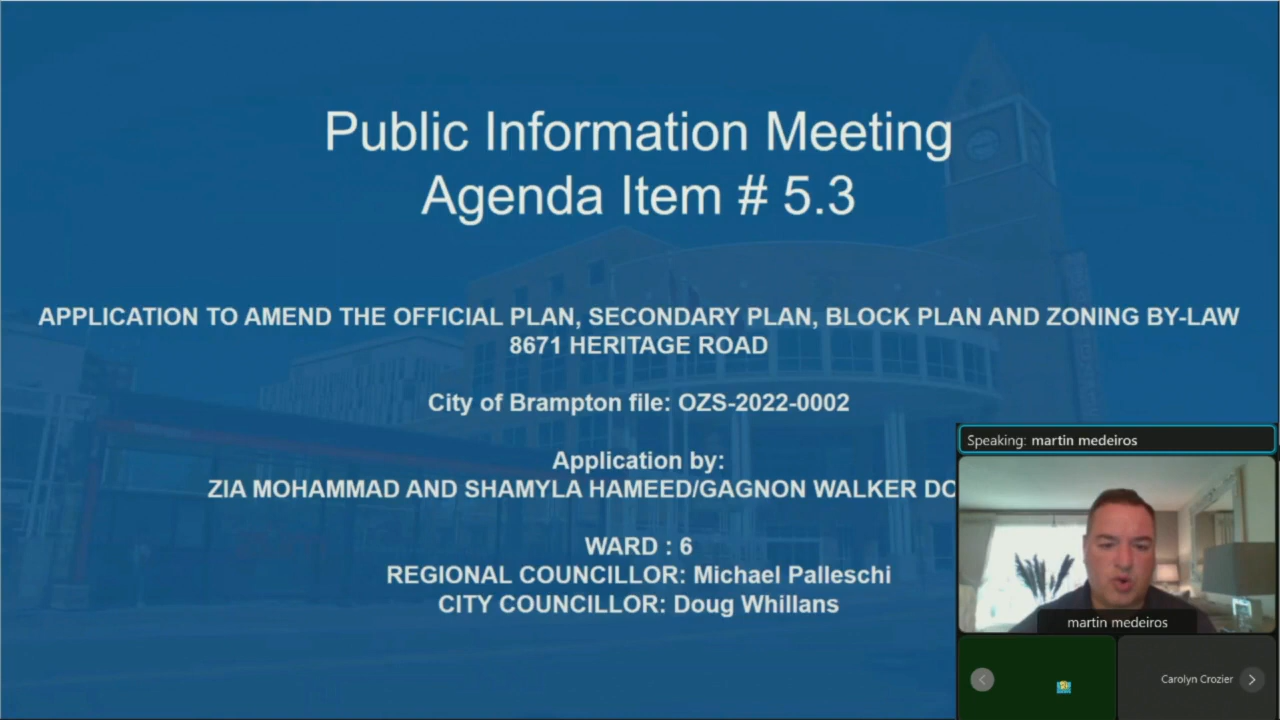 Public Information Meeting
Agenda Item # 5.3
APPLICATION TO AMEND THE OFFICIAL PLAN, SECONDARY PLAN, BLOCK PLAN AND ZONING BY-LAW
8671 HERITAGE ROAD
City of Brampton file: OZS-2022-0002
Application by:
ZIA MOHAMMAD AND SHAMYLA HAMEED/GAGNON WALKER DO
WARD : 6
REGIONAL COUNCILLOR: Michael Palleschi
CITY COUNCILLOR: Doug Whillans
Speaking: martin medeiros
martin medeiros
Carolyn Crozier